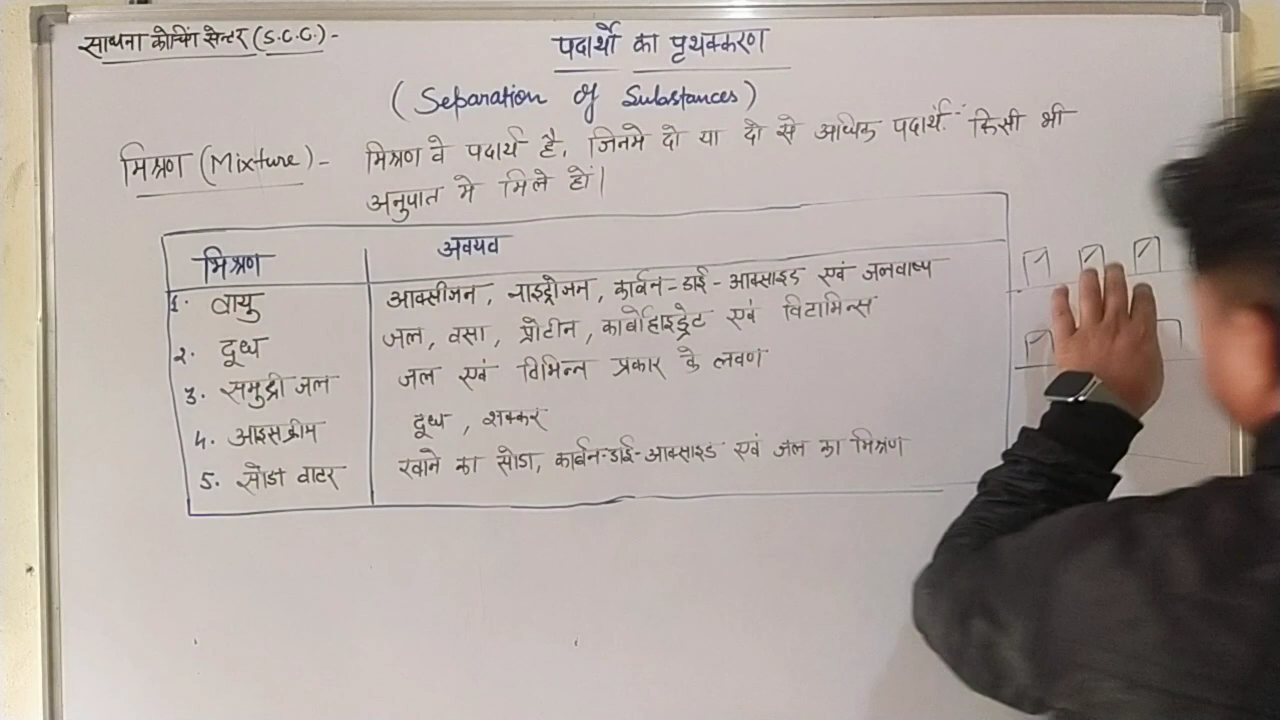 साधना कोचिंग सेन्टर (S.C.C.) -
पदार्थो का पृथक्करण
(Separation of Substances)
मिश्रण (Mixture) - मिश्रण वे पदार्थ है, जिनमे दो या दो से अधिक पदार्थ किसी भी
अनुपात मे मिले हों।
मिश्रण अवयव
1. वायु आक्सीजन, नाइट्रोजन, कार्बन-डाई-आक्साइड एवं जलवाष्प
2. दूध जल, वसा, प्रोटीन, कार्बोहाइड्रेट एवं विटामिन्स
3. समुद्री जल जल एवं विभिन्न प्रकार के लवण
4. आइसक्रीम दूध, शक्कर
5. सोडा वाटर खाने का सोडा, कार्बन-डाई-आक्साइड एवं जल का मिश्रण